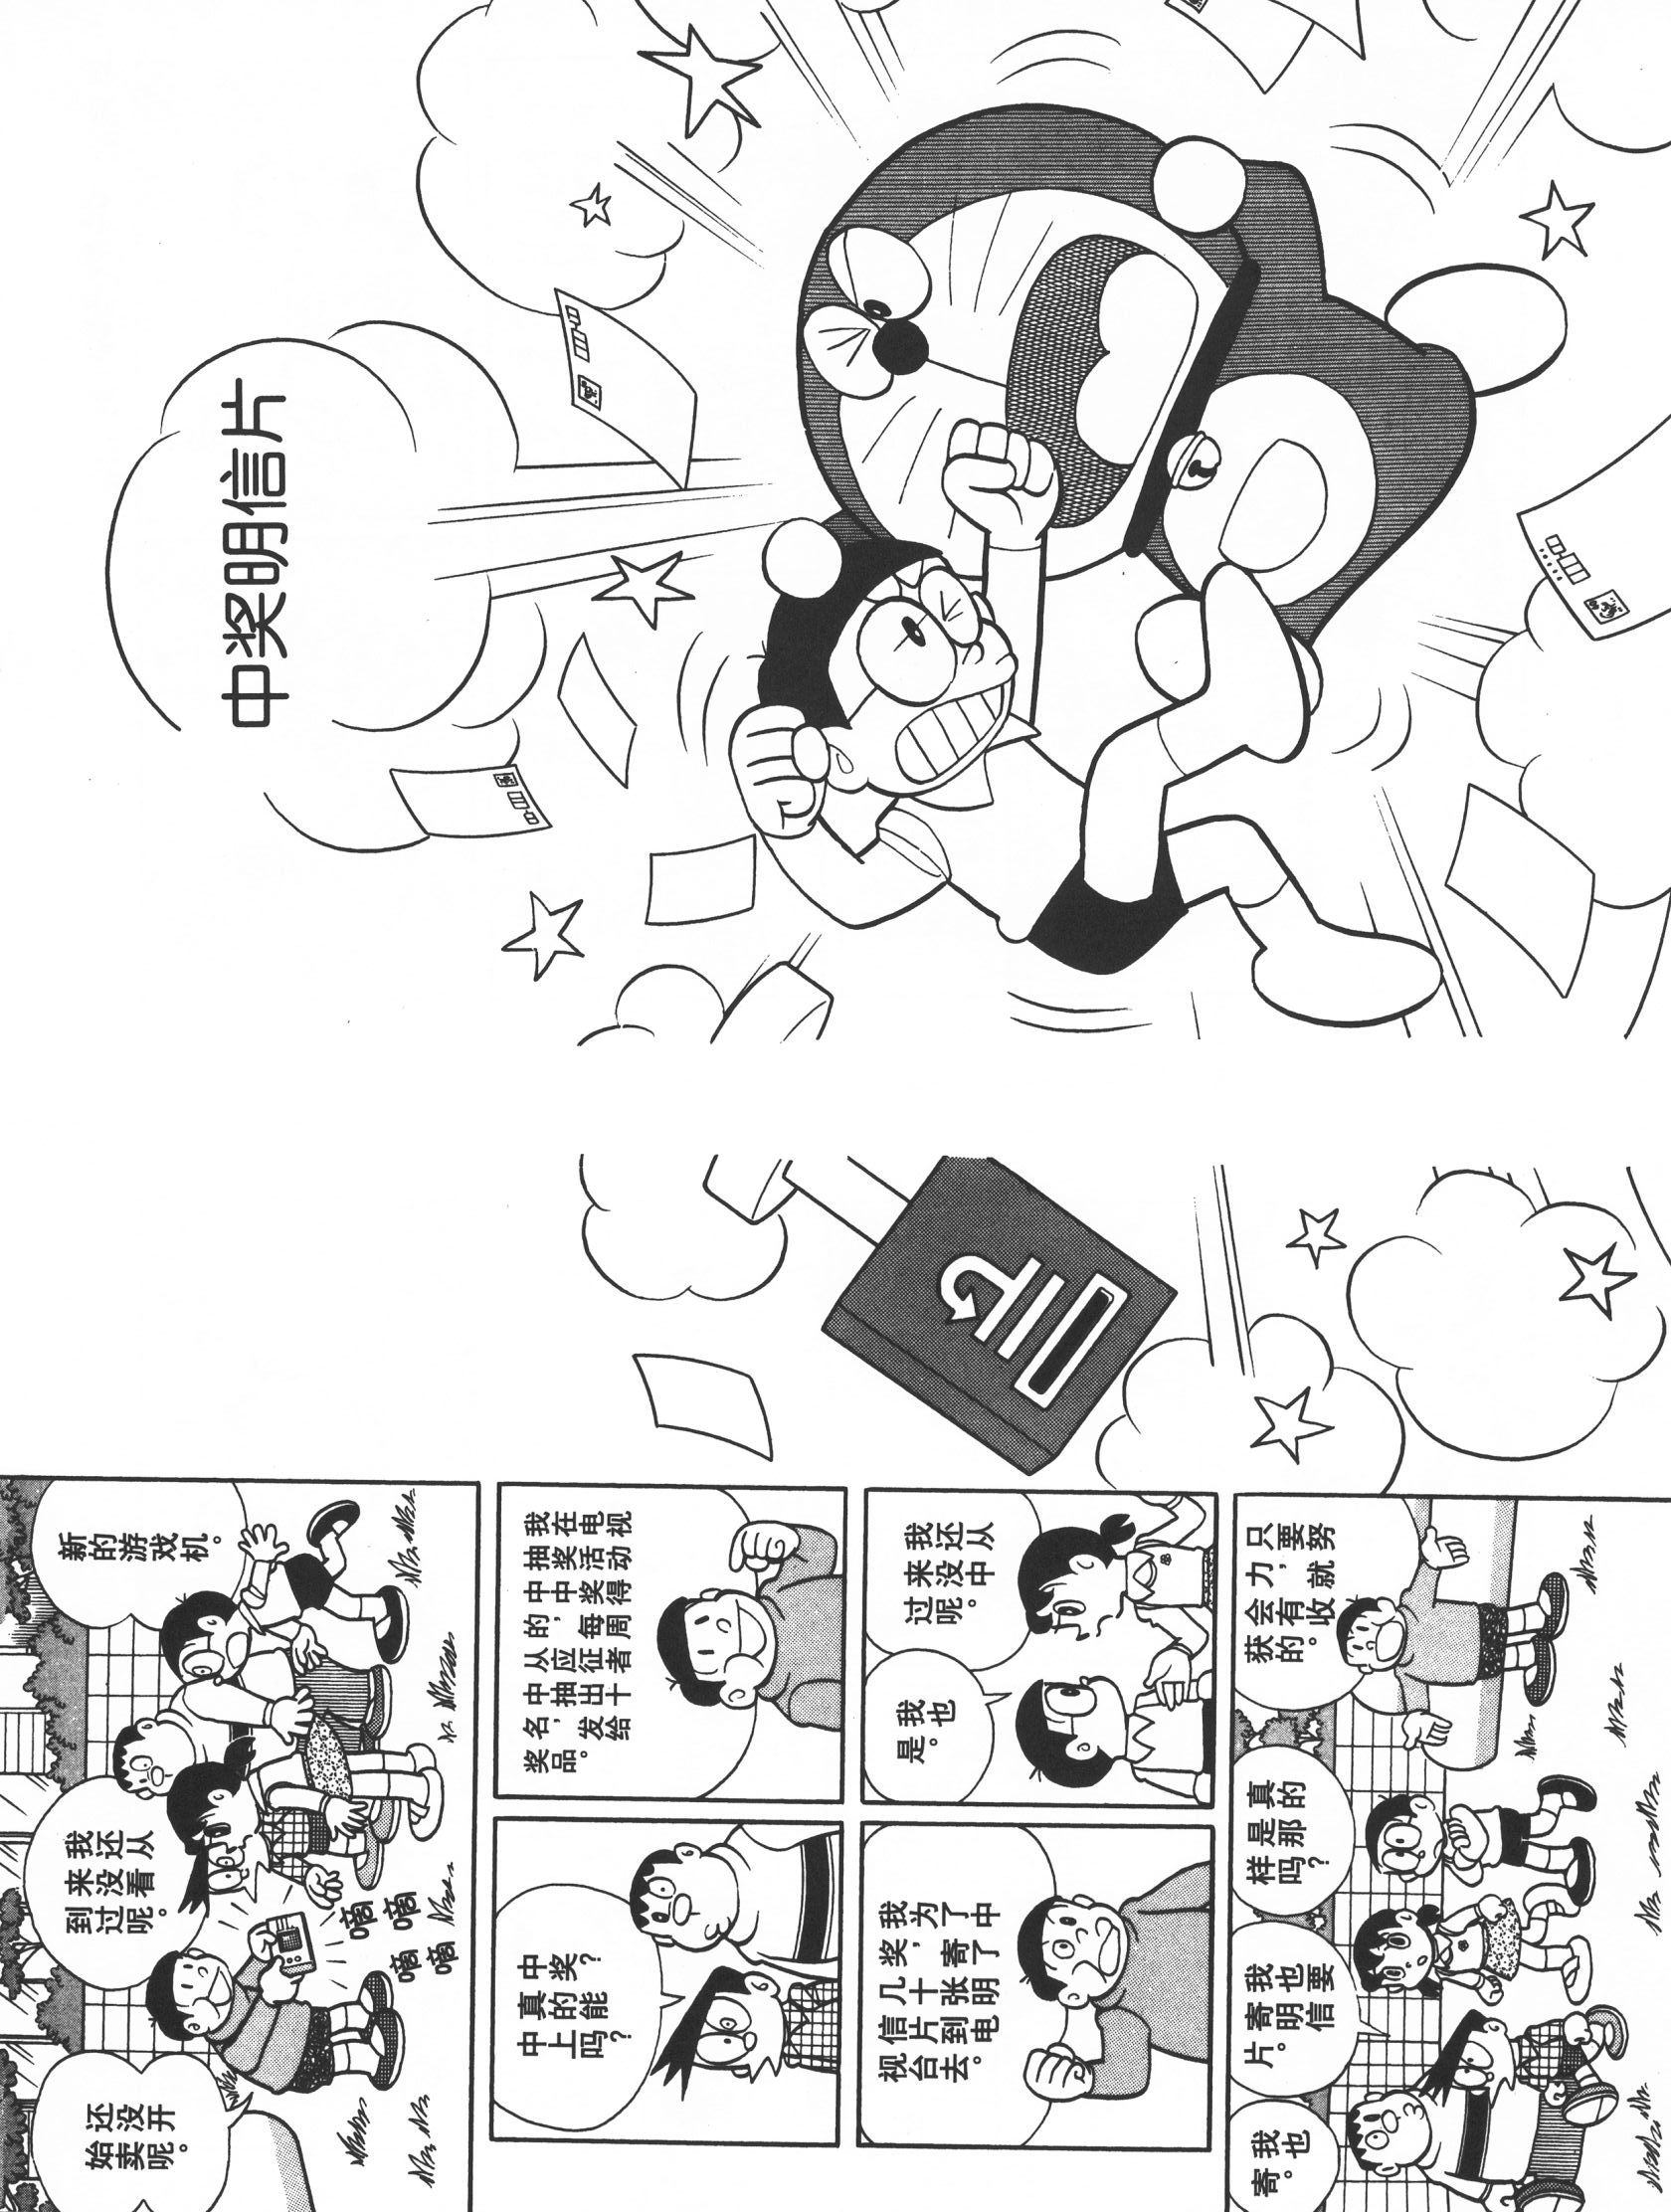 中奖明信片
新的游戏机。
我还从
来没看
到过呢。
嘀嘀
嘀嘀
还没开
始卖呢。
我在电视
抽奖活动
中中奖得
的，每周
从应征者
中抽出十
名，发给
奖品。
中奖？
真的能
中上吗？
我还从
来没中
过呢。
我也
是。
我为了中
奖，寄了
几十张明
信片到电
视台去。
只要努
力，就
会有收
获的。
真的
是那
样吗？
我也要
寄明信
片。
我也
寄。